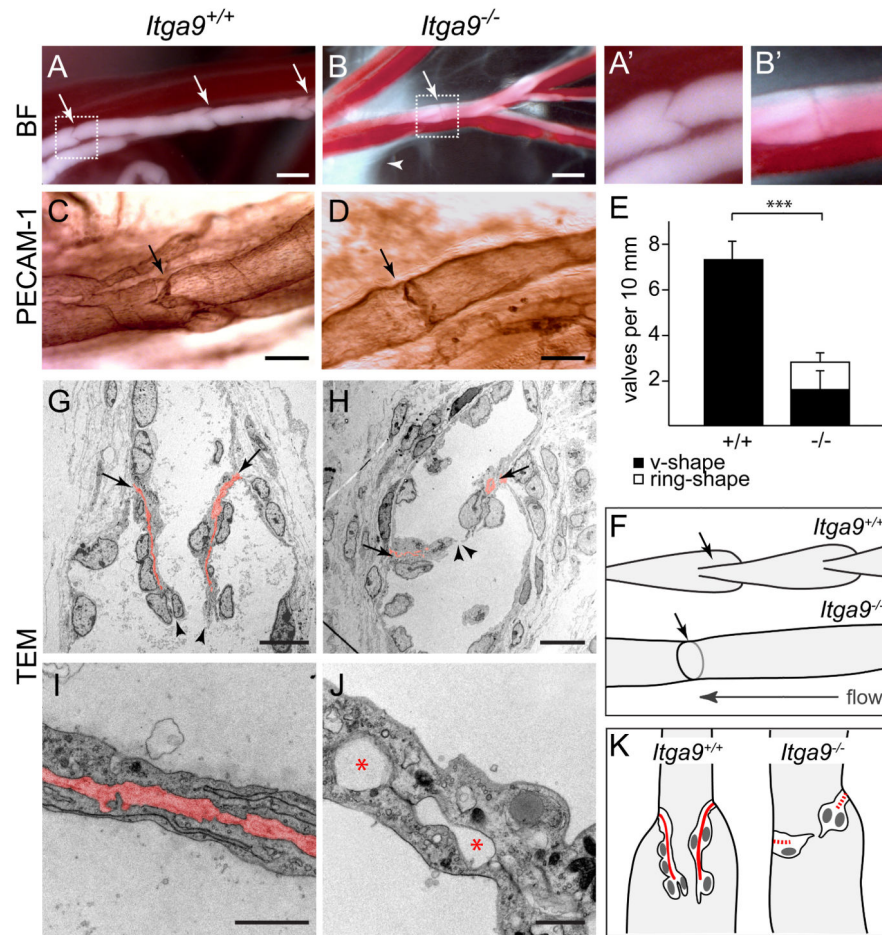 Itga9+/+
Itga9-/-
BF
A
B
A'
B'
PECAM-1
C
D
E
***
valves per 10 mm
8
6
4
2
+/+
-/-
v-shape
ring-shape
TEM
G
H
F
Itga9+/+
Itga9-/-
flow
I
J
*
*
K
Itga9+/+
Itga9-/-